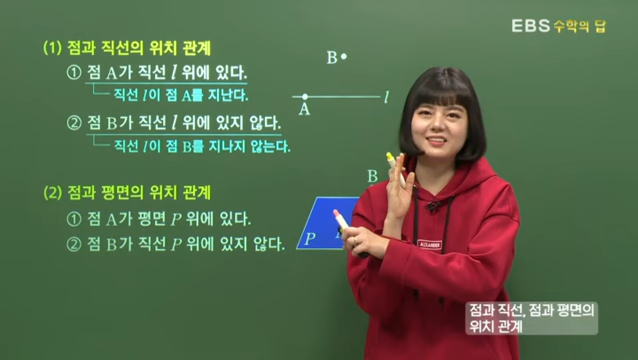 EBS 수학의 답
(1) 점과 직선의 위치 관계
① 점 A가 직선 l 위에 있다.
직선 l이 점 A를 지난다.
② 점 B가 직선 l 위에 있지 않다.
직선 l이 점 B를 지나지 않는다.
B
A
l
(2) 점과 평면의 위치 관계
① 점 A가 평면 P 위에 있다.
② 점 B가 직선 P 위에 있지 않다.
B
P
ALEXANDER
점과 직선, 점과 평면의
위치 관계